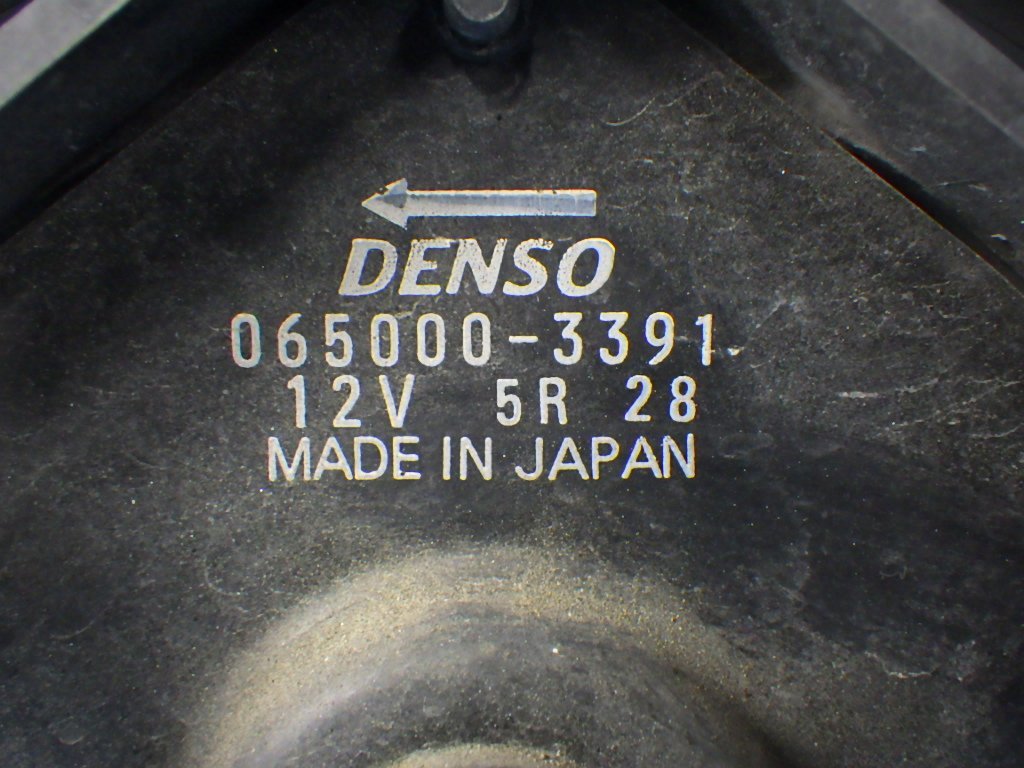 DENSO
065000-3391
12V 5R 28
MADE IN JAPAN